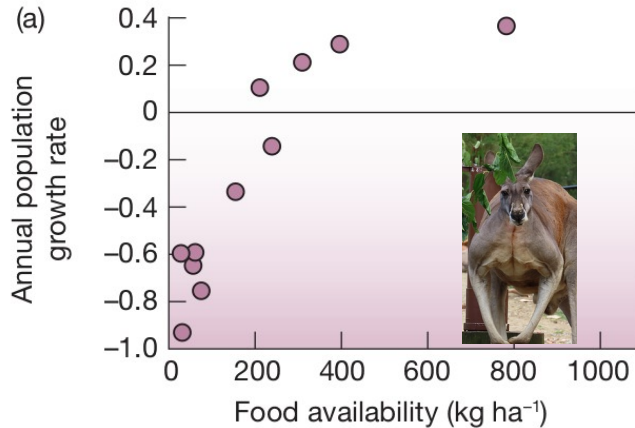 (a)
Annual population
growth rate
0.4
0.2
0
−0.2
−0.4
−0.6
−0.8
−1.0
0 200 400 600 800 1000
Food availability (kg ha⁻¹)